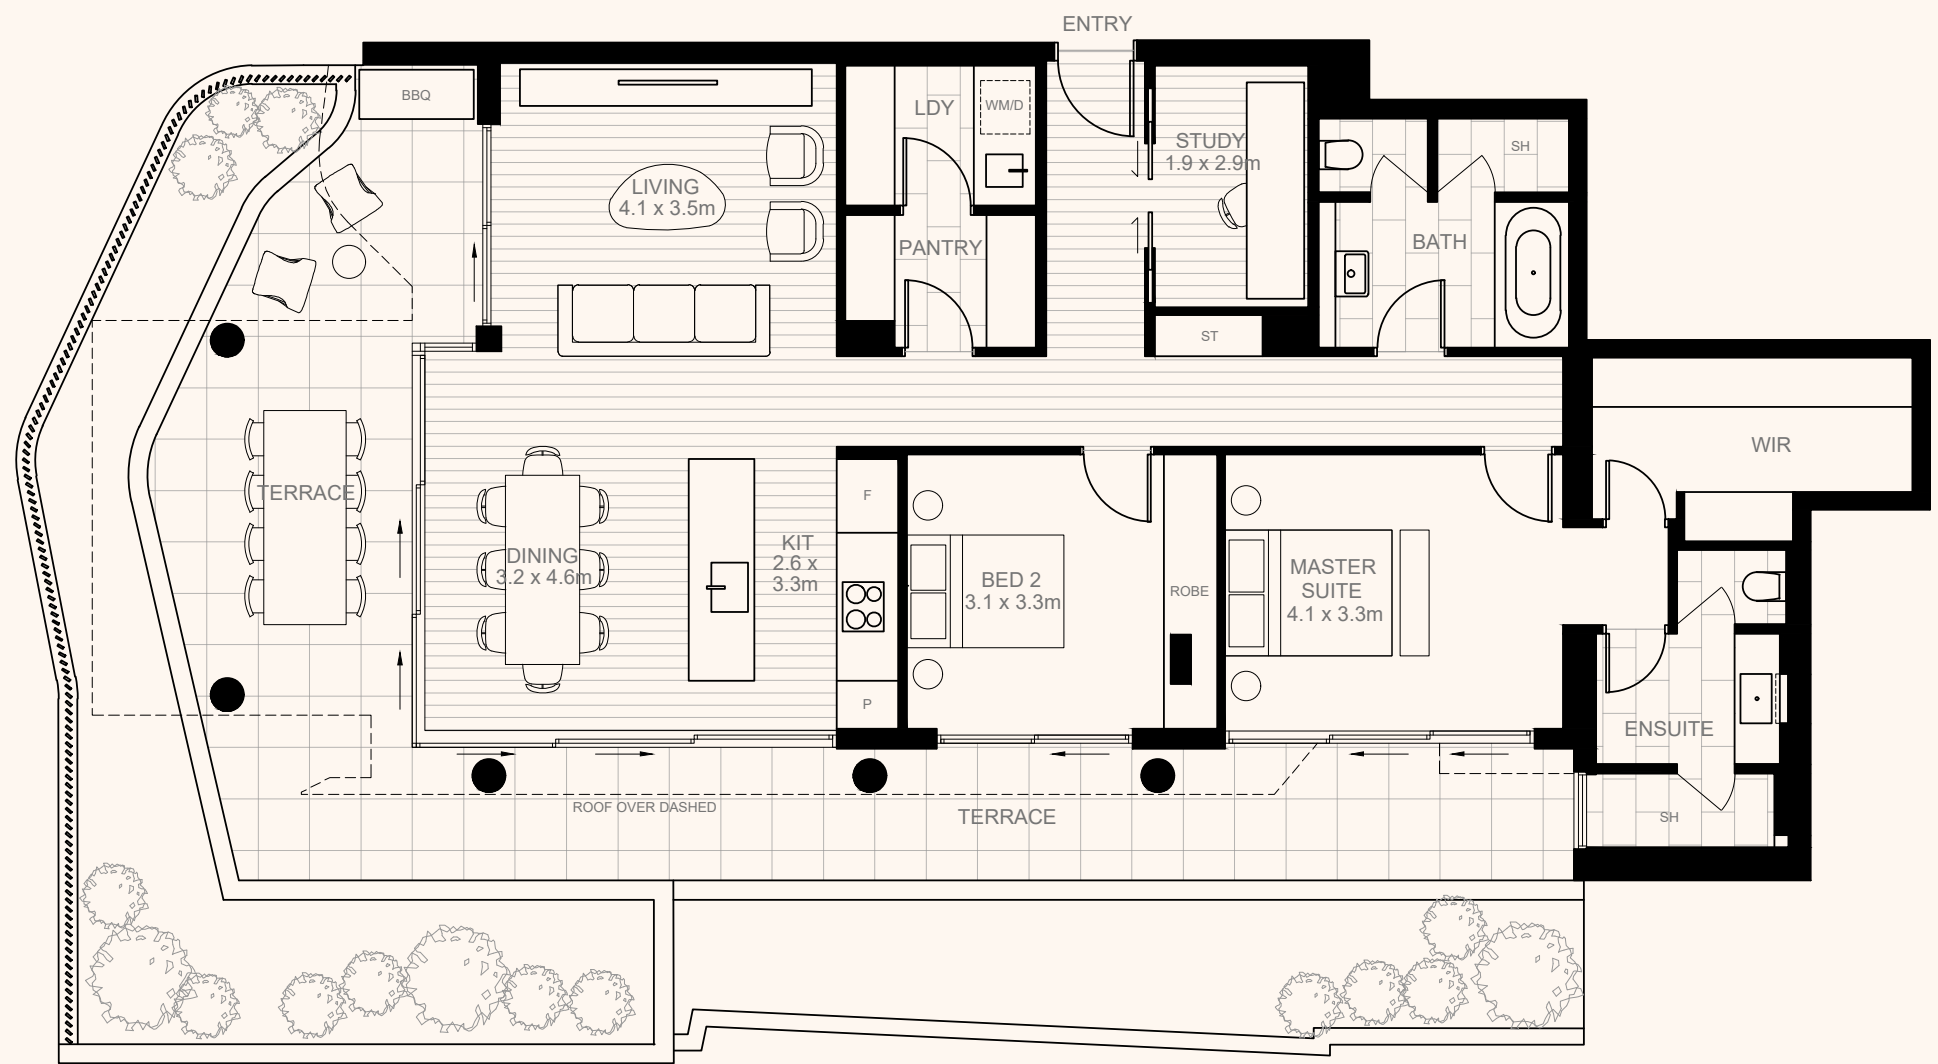 ENTRY
BBQ
LDY
WM/D
STUDY
1.9 x 2.9m
SH
LIVING
4.1 x 3.5m
PANTRY
BATH
ST
WIR
TERRACE
DINING
3.2 x 4.6m
KIT
2.6 x
3.3m
F
P
BED 2
3.1 x 3.3m
ROBE
MASTER
SUITE
4.1 x 3.3m
ENSUITE
SH
ROOF OVER DASHED
TERRACE